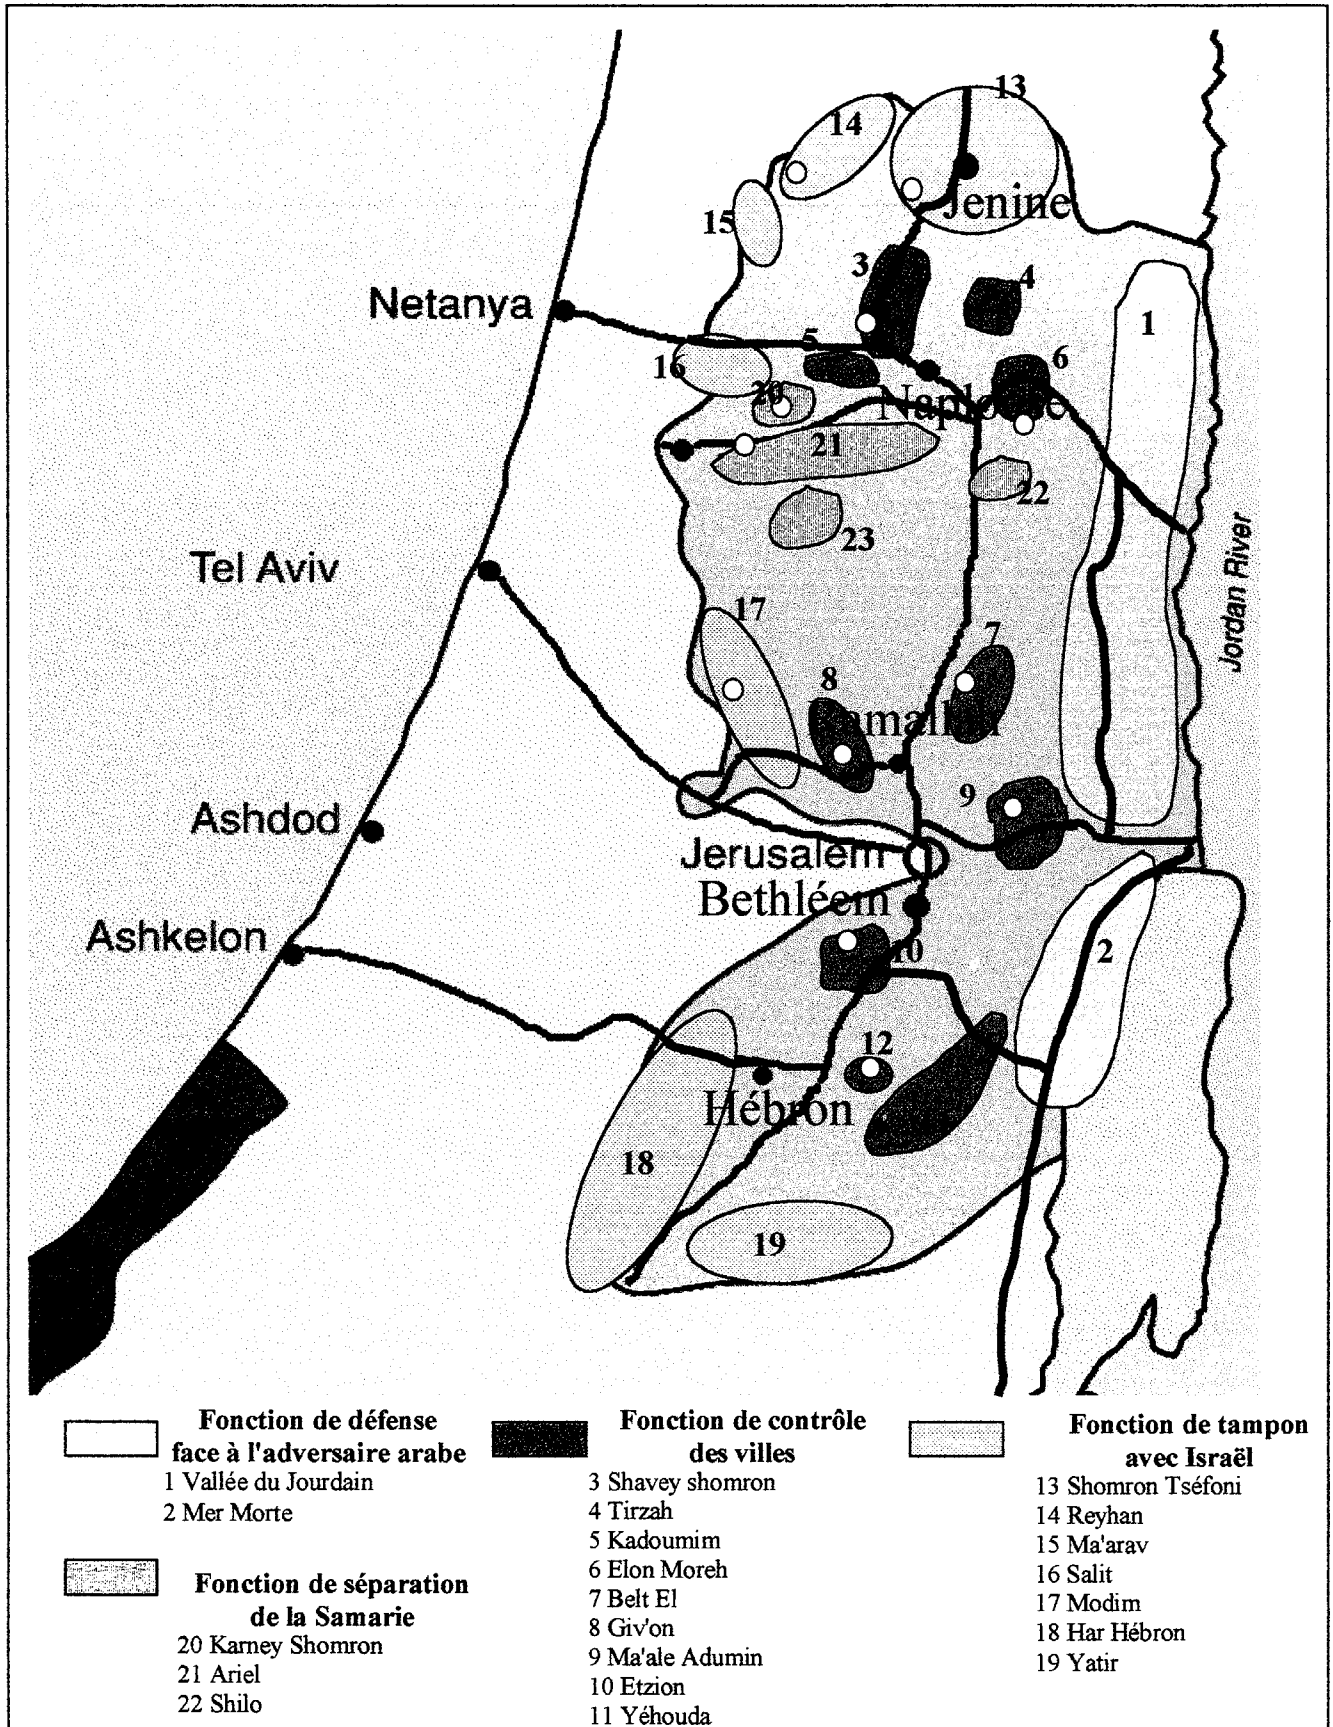 13
14
Jenine
15
3
4
Netanya
1
5
6
16
20
Naplouse
21
22
23
Tel Aviv
Jordan River
17
7
8
Ramallah
9
Ashdod
Jerusalem
Bethléem
Ashkelon
10
2
12
Hébron
18
19
Fonction de défense
face à l'adversaire arabe
1 Vallée du Jourdain
2 Mer Morte
Fonction de séparation
de la Samarie
20 Karney Shomron
21 Ariel
22 Shilo
Fonction de contrôle
des villes
3 Shavey shomron
4 Tirzah
5 Kadoumim
6 Elon Moreh
7 Belt El
8 Giv'on
9 Ma'ale Adumin
10 Etzion
11 Yéhouda
Fonction de tampon
avec Israël
13 Shomron Tséfoni
14 Reyhan
15 Ma'arav
16 Salit
17 Modim
18 Har Hébron
19 Yatir